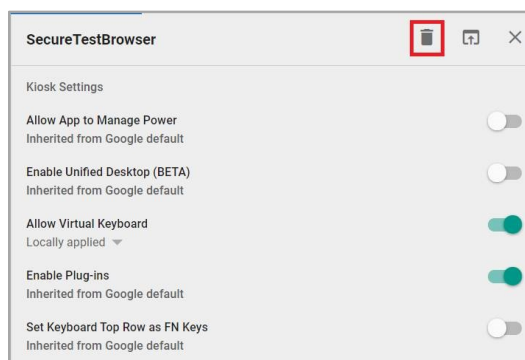 SecureTestBrowser
Kiosk Settings
Allow App to Manage Power
Inherited from Google default
Enable Unified Desktop (BETA)
Inherited from Google default
Allow Virtual Keyboard
Locally applied
Enable Plug-ins
Inherited from Google default
Set Keyboard Top Row as FN Keys
Inherited from Google default